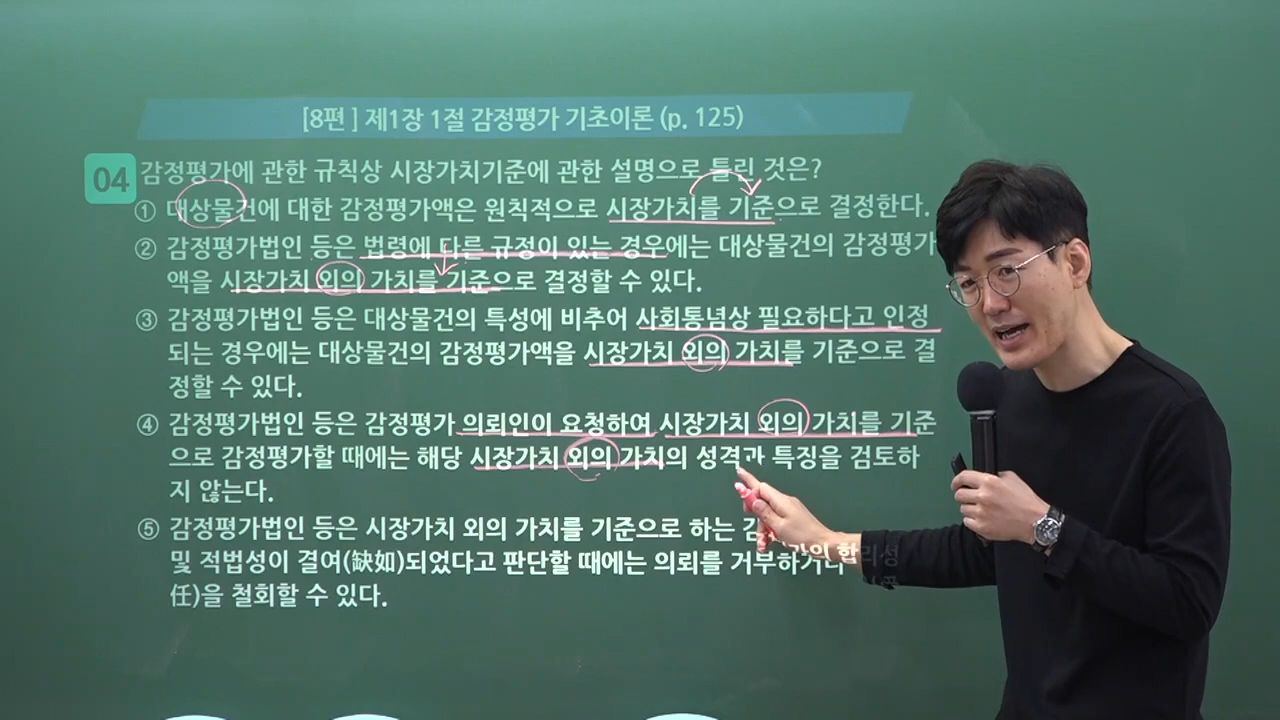 [8편 ] 제1장 1절 감정평가 기초이론 (p. 125)
04 감정평가에 관한 규칙상 시장가치기준에 관한 설명으로 틀린 것은?
① 대상물건에 대한 감정평가액은 원칙적으로 시장가치를 기준으로 결정한다.
② 감정평가법인 등은 법령에 다른 규정이 있는 경우에는 대상물건의 감정평가
액을 시장가치 외의 가치를 기준으로 결정할 수 있다.
③ 감정평가법인 등은 대상물건의 특성에 비추어 사회통념상 필요하다고 인정
되는 경우에는 대상물건의 감정평가액을 시장가치 외의 가치를 기준으로 결
정할 수 있다.
④ 감정평가법인 등은 감정평가 의뢰인이 요청하여 시장가치 외의 가치를 기준
으로 감정평가할 때에는 해당 시장가치 외의 가치의 성격과 특징을 검토하
지 않는다.
⑤ 감정평가법인 등은 시장가치 외의 가치를 기준으로 하는 합리성
및 적법성이 결여(缺如)되었다고 판단할 때에는 의뢰를 거부하거나
任)을 철회할 수 있다.